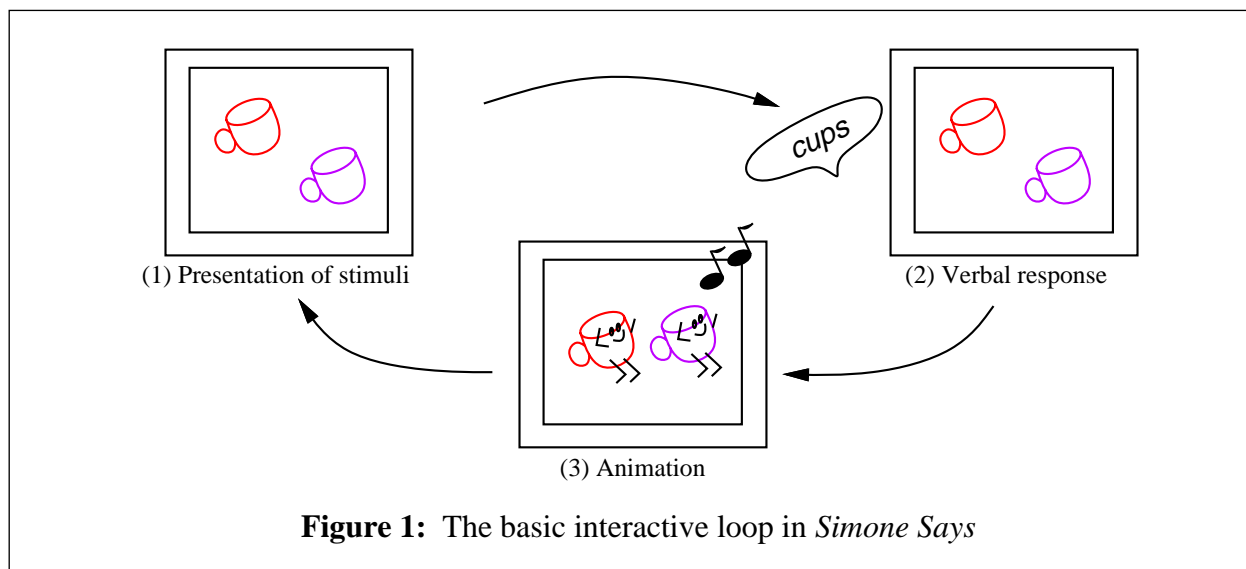 cups
(1) Presentation of stimuli
(2) Verbal response
(3) Animation
Figure 1: The basic interactive loop in Simone Says